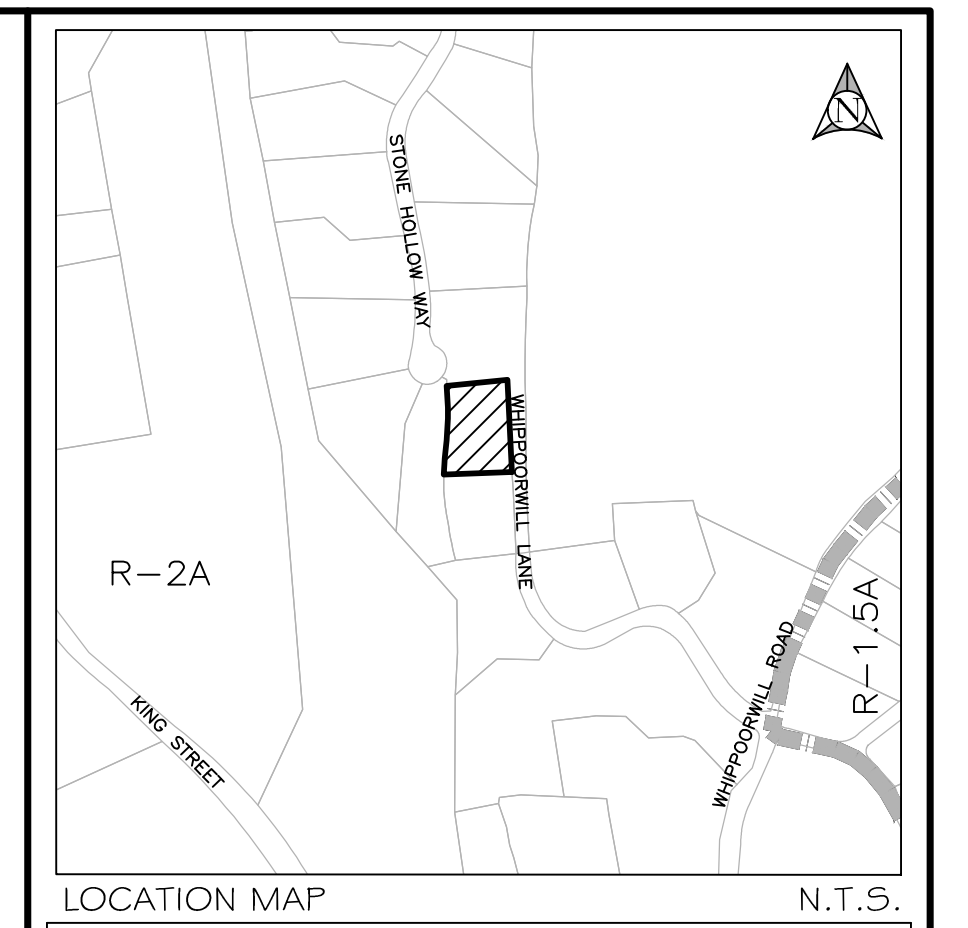 N
STONE HOLLOW WAY
WHIPPOORWILL LANE
R-2A
R-1.5A
WHIPPOORWILL ROAD
KING STREET
LOCATION MAP
N.T.S.